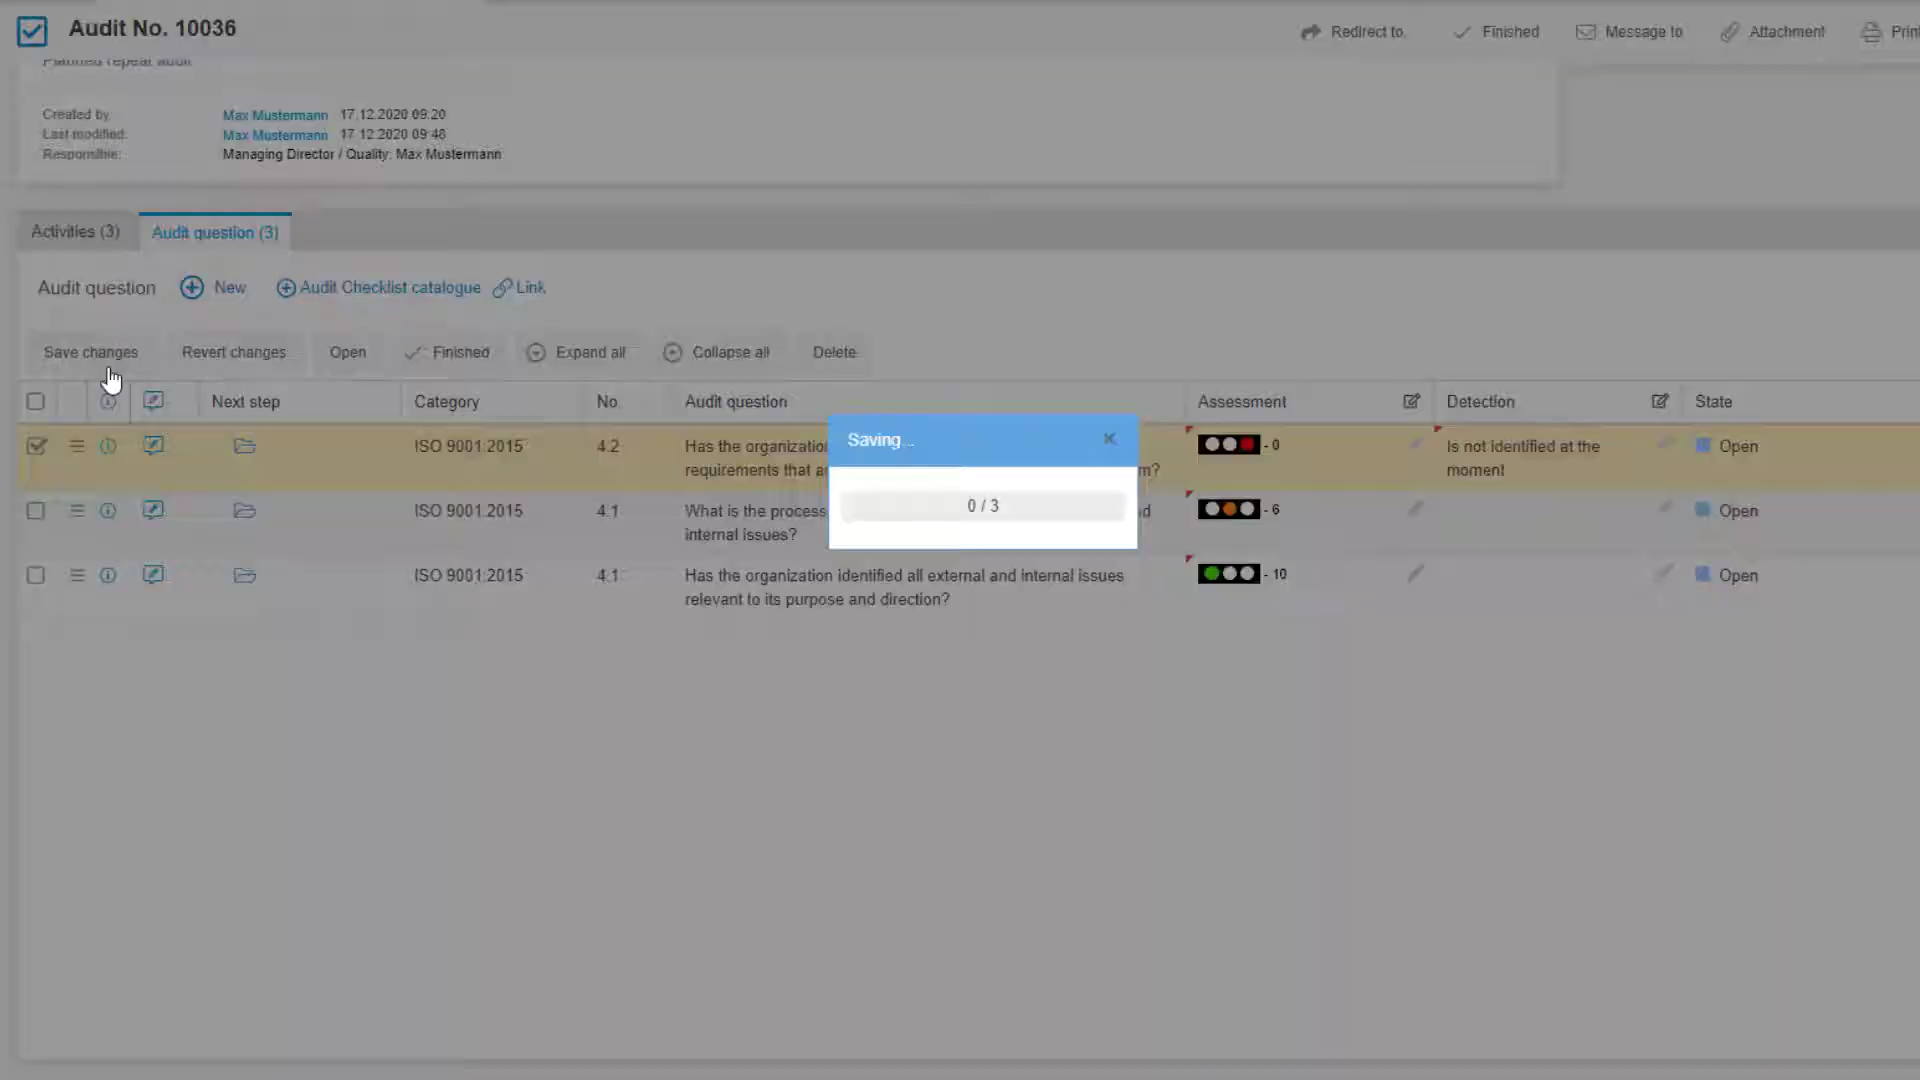 Audit No. 10036
Redirect to
Finished
Message to
Attachment
Print
Planned repeat audit
Created by
Max Mustermann 17.12.2020 09:20
Last modified:
Max Mustermann 17.12.2020 09:48
Responsible:
Managing Director / Quality: Max Mustermann
Activities (3)
Audit question (3)
Audit question
New
Audit Checklist catalogue
Link
Save changes
Revert changes
Open
Finished
Expand all
Collapse all
Delete
Next step
Category
No.
Audit question
Assessment
Detection
State
ISO 9001:2015
4.2
Has the organization
requirements that
m?
- 0
Is not identified at the
moment
Open
ISO 9001:2015
4.1
What is the process
internal issues?
- 6
Open
ISO 9001:2015
4.1
Has the organization identified all external and internal issues
relevant to its purpose and direction?
- 10
Open
Saving...
0 / 3